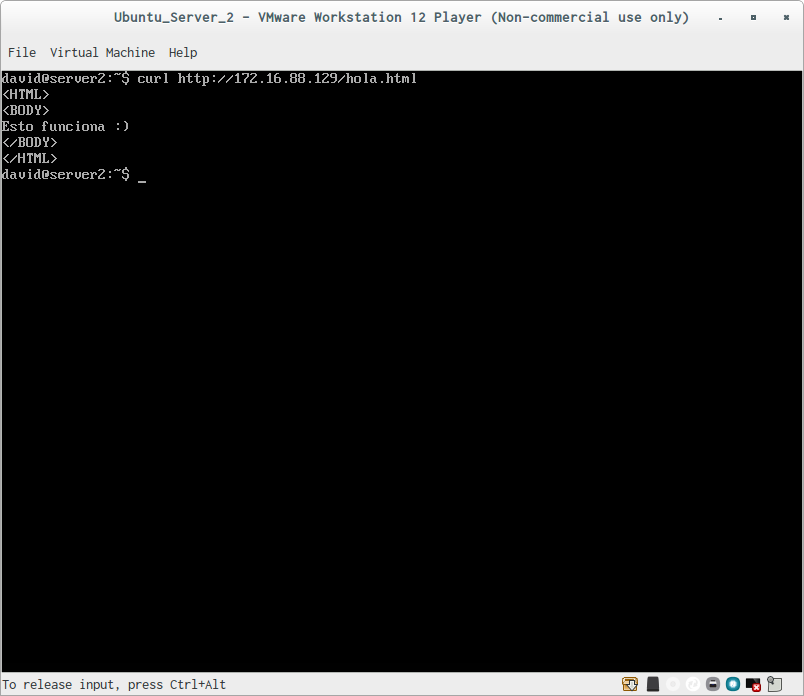 Ubuntu_Server_2 - VMware Workstation 12 Player (Non-commercial use only)
File Virtual Machine Help
david@server2:~$ curl http://172.16.88.129/hola.html
<HTML>
<BODY>
Esto funciona :)
</BODY>
</HTML>
david@server2:~$ _
To release input, press Ctrl+Alt